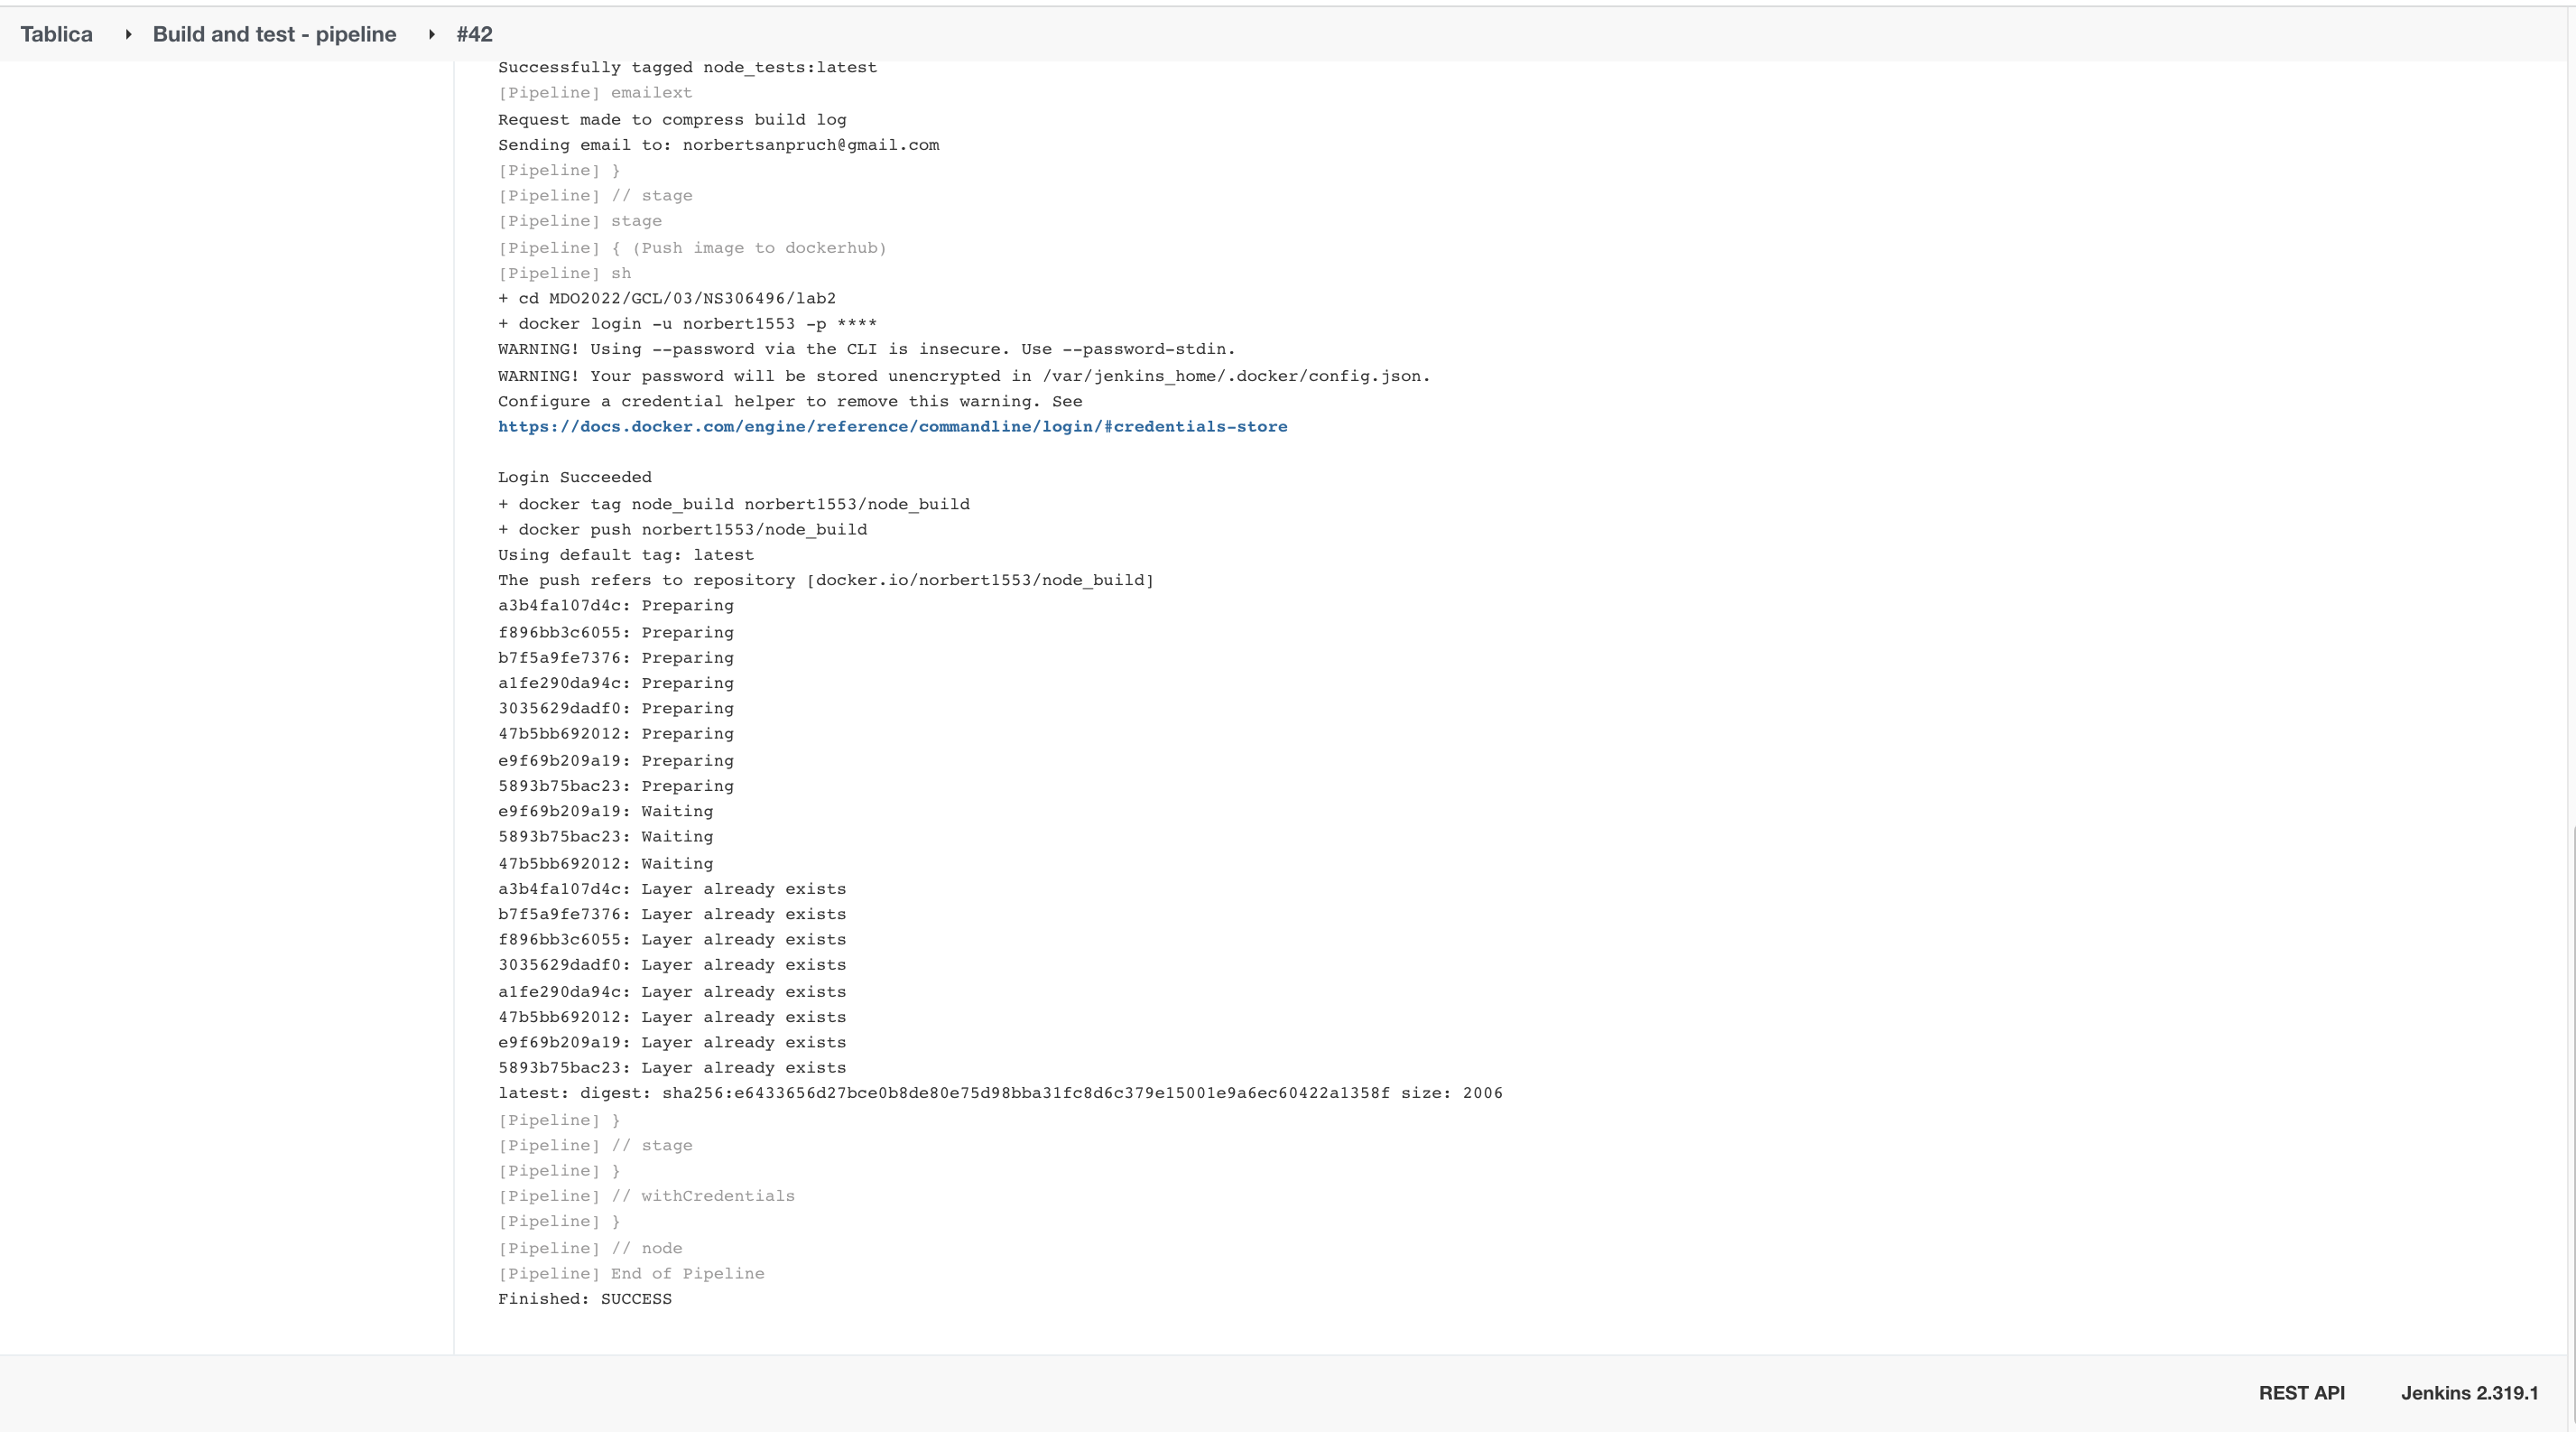 Tablica Build and test - pipeline #42
Successfully tagged node_tests:latest
[Pipeline] emailext
Request made to compress build log
Sending email to: norbertsanpruch@gmail.com
[Pipeline] }
[Pipeline] // stage
[Pipeline] stage
[Pipeline] { (Push image to dockerhub)
[Pipeline] sh
+ cd MDO2022/GCL/03/NS306496/lab2
+ docker login -u norbert1553 -p ****
WARNING! Using --password via the CLI is insecure. Use --password-stdin.
WARNING! Your password will be stored unencrypted in /var/jenkins_home/.docker/config.json.
Configure a credential helper to remove this warning. See
https://docs.docker.com/engine/reference/commandline/login/#credentials-store
Login Succeeded
+ docker tag node_build norbert1553/node_build
+ docker push norbert1553/node_build
Using default tag: latest
The push refers to repository [docker.io/norbert1553/node_build]
a3b4fa107d4c: Preparing
f896bb3c6055: Preparing
b7f5a9fe7376: Preparing
a1fe290da94c: Preparing
3035629dadf0: Preparing
47b5bb692012: Preparing
e9f69b209a19: Preparing
5893b75bac23: Preparing
e9f69b209a19: Waiting
5893b75bac23: Waiting
47b5bb692012: Waiting
a3b4fa107d4c: Layer already exists
b7f5a9fe7376: Layer already exists
f896bb3c6055: Layer already exists
3035629dadf0: Layer already exists
a1fe290da94c: Layer already exists
47b5bb692012: Layer already exists
e9f69b209a19: Layer already exists
5893b75bac23: Layer already exists
latest: digest: sha256:e6433656d27bce0b8de80e75d98bba31fc8d6c379e15001e9a6ec60422a1358f size: 2006
[Pipeline] }
[Pipeline] // stage
[Pipeline] }
[Pipeline] // withCredentials
[Pipeline] }
[Pipeline] // node
[Pipeline] End of Pipeline
Finished: SUCCESS
REST API Jenkins 2.319.1